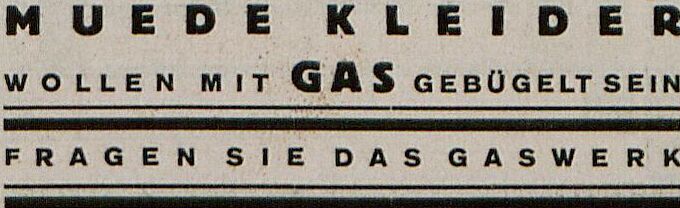 MUEDE KLEIDER
WOLLEN MIT GAS GEBÜGELT SEIN
FRAGEN SIE DAS GASWERK